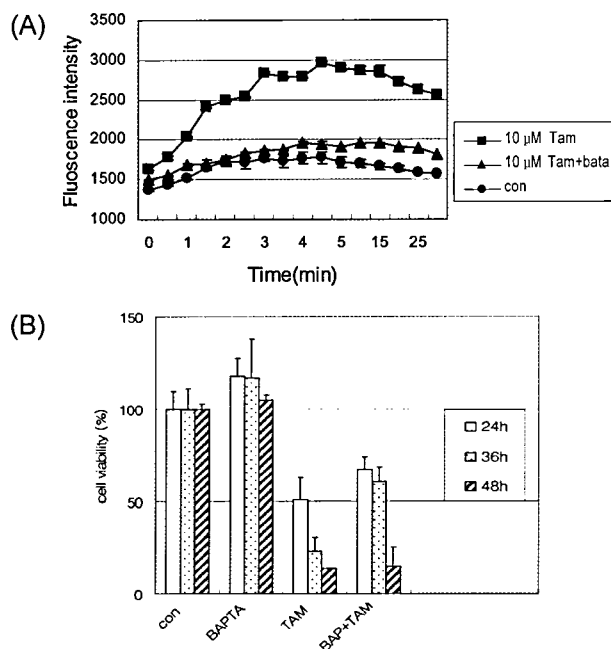 (A)
Fluoscence intensity
3500
3000
2500
2000
1500
1000
0 1 2 3 4 5 15 25
Time(min)
10 μM Tam
10 μM Tam+bata
con
(B)
cell viability (%)
150
100
50
0
con BAPTA TAM BAP+TAM
24h
36h
48h